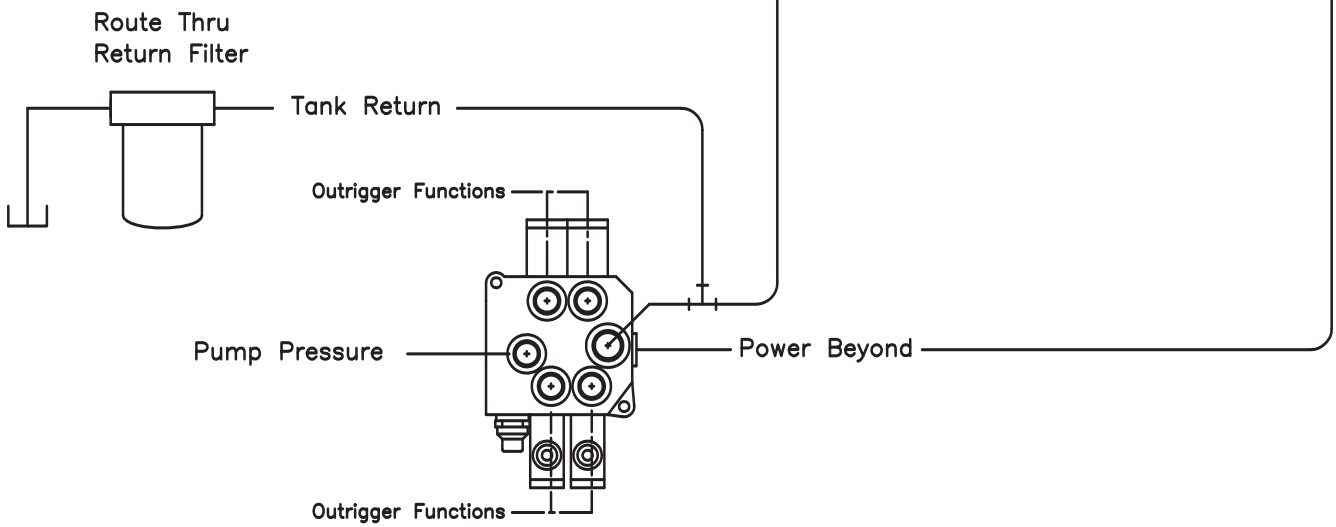 Route Thru
Return Filter
Tank Return
Outrigger Functions
Pump Pressure
Power Beyond
Outrigger Functions